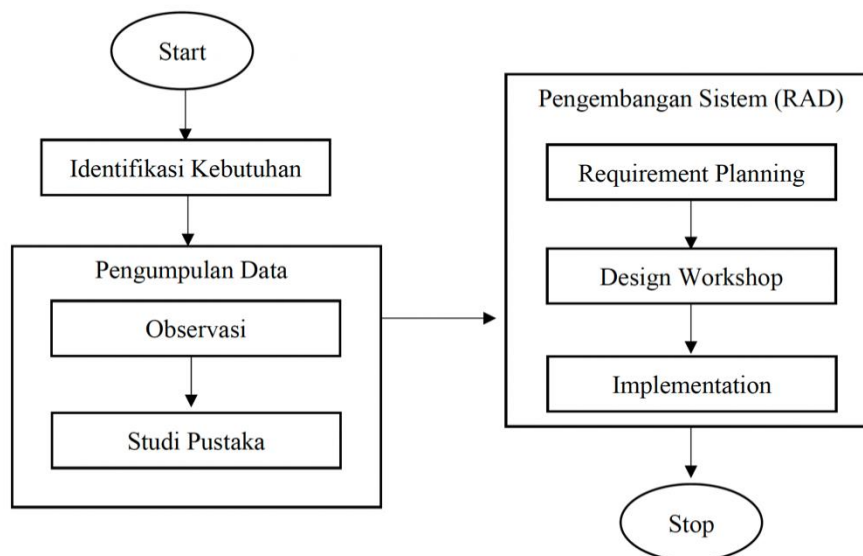 Start
Identifikasi Kebutuhan
Pengumpulan Data
Observasi
Studi Pustaka
Pengembangan Sistem (RAD)
Requirement Planning
Design Workshop
Implementation
Stop